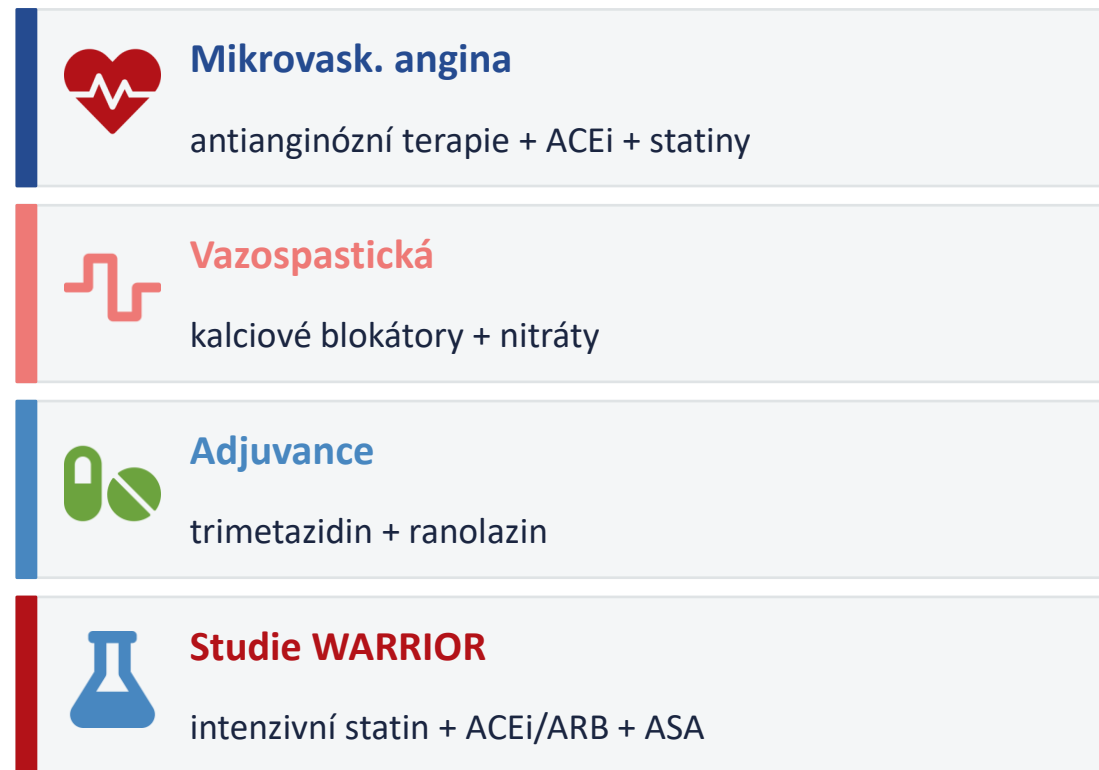 Mikrovask. angina
antianginózní terapie + ACEi + statiny
Vazospastická
kalciové blokátory + nitráty
Adjuvance
trimetazidin + ranolazin
Studie WARRIOR
intenzivní statin + ACEi/ARB + ASA